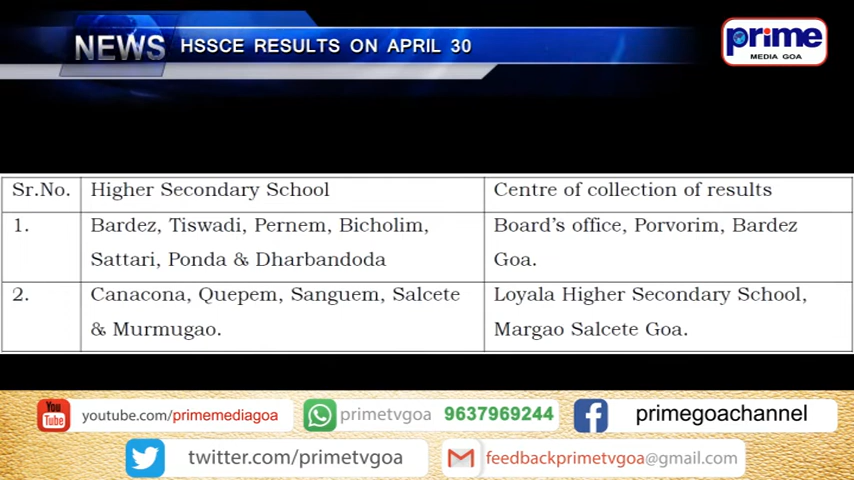 NEWS HSSCE RESULTS ON APRIL 30
prime
MEDIA GOA
Sr.No. Higher Secondary School Centre of collection of results
1. Bardez, Tiswadi, Pernem, Bicholim, Board's office, Porvorim, Bardez
Sattari, Ponda & Dharbandoda Goa.
2. Canacona, Quepem, Sanguem, Salcete Loyala Higher Secondary School,
& Murmugao. Margao Salcete Goa.
You Tube youtube.com/primemediagoa primetvgoa 9637969244 primegoachannel
twitter.com/primetvgoa feedbackprimetvgoa@gmail.com